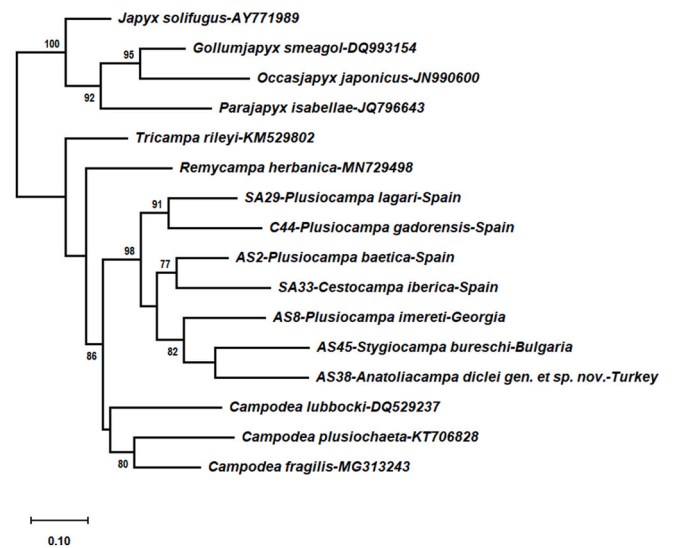 Japyx solifugus-AY771989
100
Gollumjapyx smeagol-DQ993154
95
Occasjapyx japonicus-JN990600
92
Parajapyx isabellae-JQ796643
Tricampa rileyi-KM529802
Remycampa herbanica-MN729498
SA29-Plusiocampa lagari-Spain
91
C44-Plusiocampa gadorensis-Spain
98
AS2-Plusiocampa baetica-Spain
77
SA33-Cestocampa iberica-Spain
AS8-Plusiocampa imereti-Georgia
82
AS45-Stygiocampa bureschi-Bulgaria
86
AS38-Anatoliacampa diclei gen. et sp. nov.-Turkey
Campodea lubbocki-DQ529237
Campodea plusiochaeta-KT706828
80
Campodea fragilis-MG313243
0.10